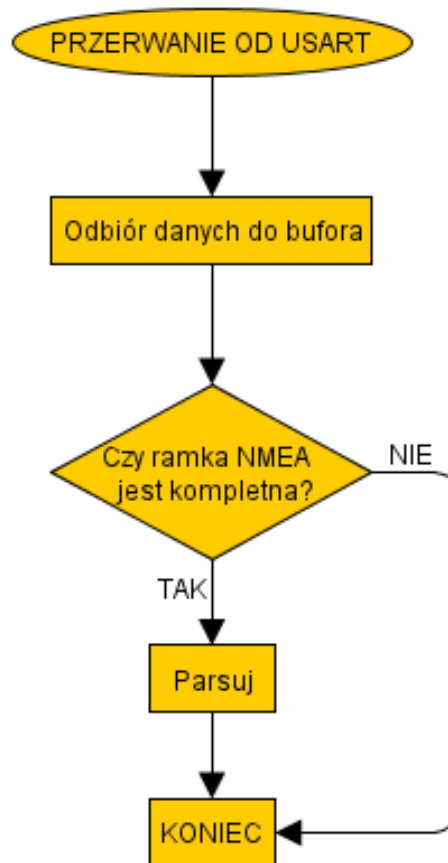 PRZERWANIE OD USART
Odbiór danych do bufora
Czy ramka NMEA
jest kompletna?
NIE
TAK
Parsuj
KONIEC